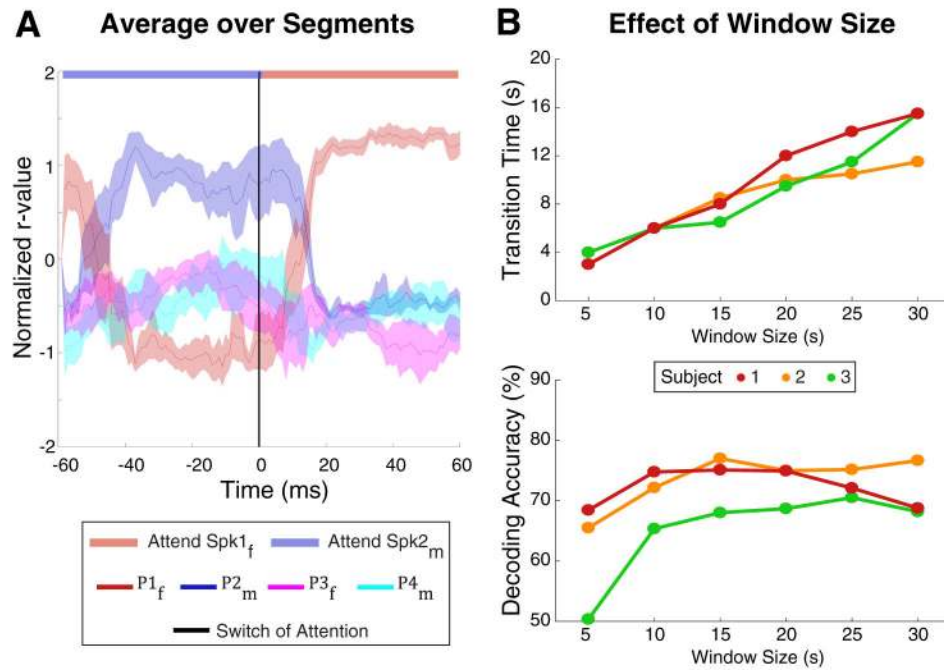 A Average over Segments
2
1
0
-1
-2
Normalized r-value
-60 -40 -20 0 20 40 60
Time (ms)
Attend Spk1f Attend Spk2m
P1f P2m P3f P4m
Switch of Attention
B Effect of Window Size
20
16
12
8
4
0
Transition Time (s)
5 10 15 20 25 30
Window Size (s)
Subject 1 2 3
90
80
70
60
50
Decoding Accuracy (%)
5 10 15 20 25 30
Window Size (s)